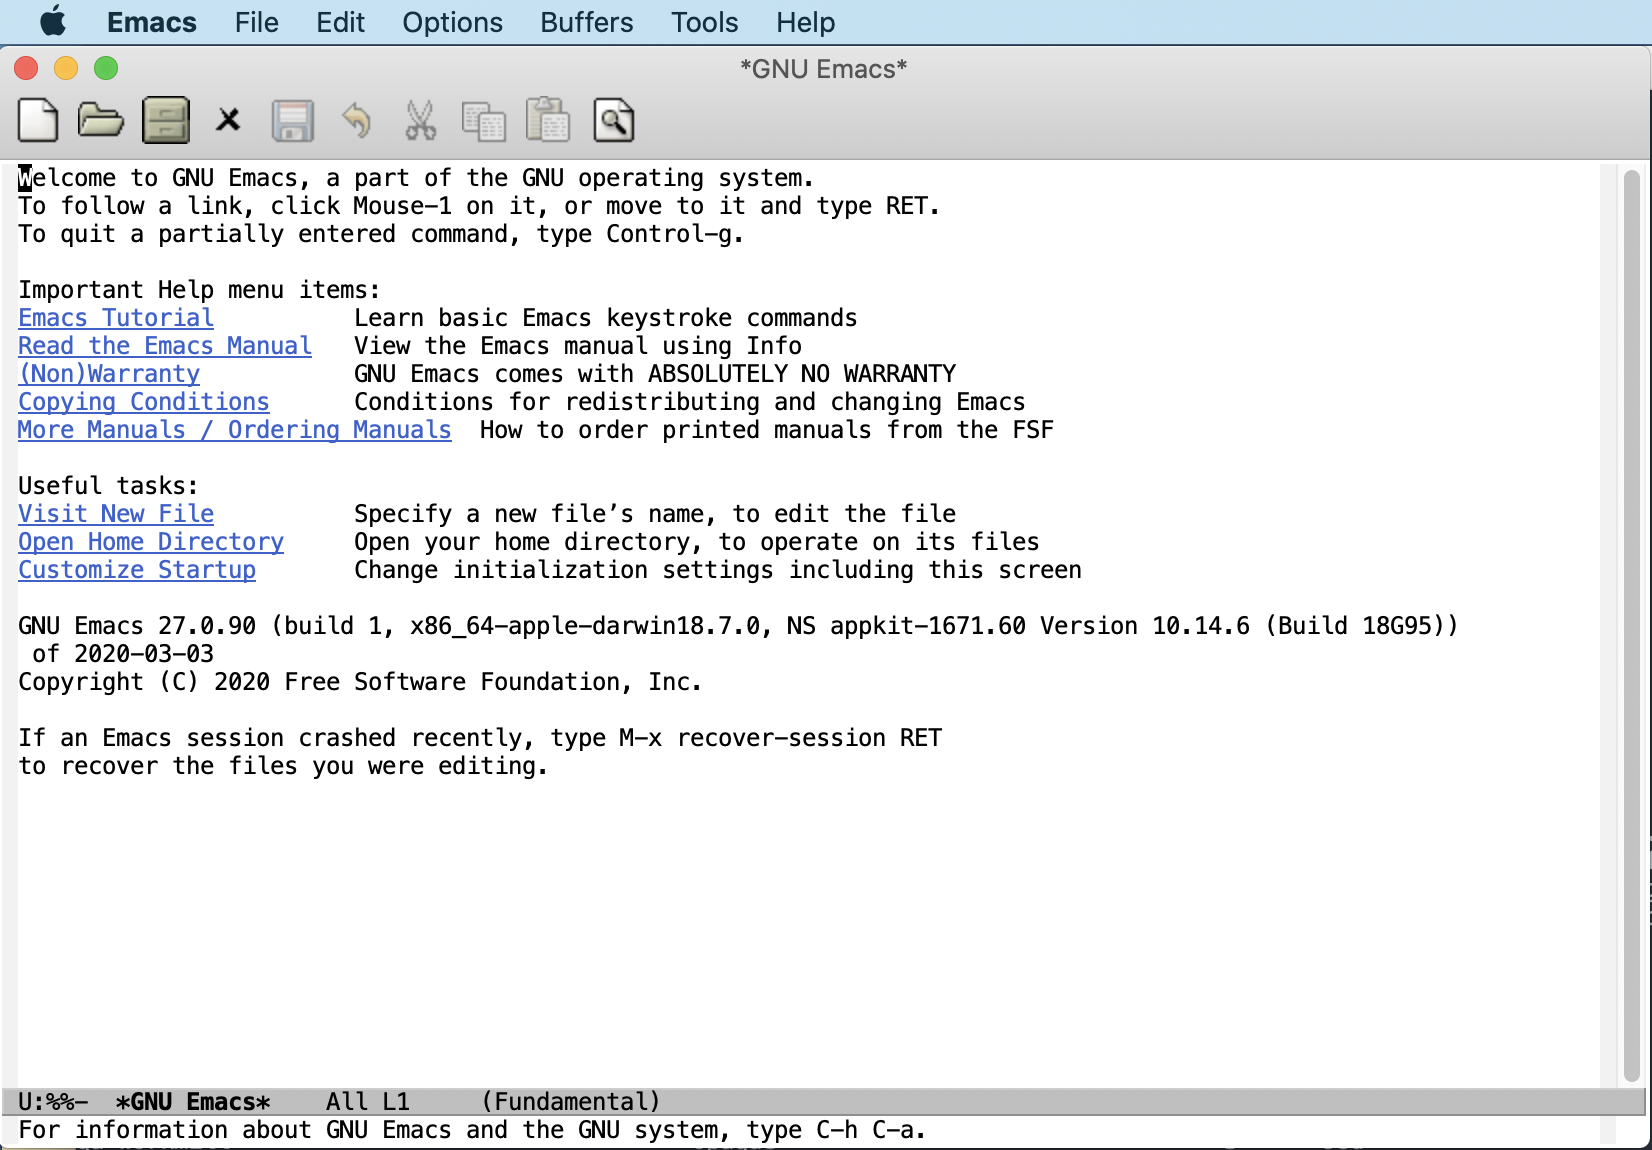 Emacs File Edit Options Buffers Tools Help
*GNU Emacs*
Welcome to GNU Emacs, a part of the GNU operating system.
To follow a link, click Mouse-1 on it, or move to it and type RET.
To quit a partially entered command, type Control-g.
Important Help menu items:
Emacs Tutorial Learn basic Emacs keystroke commands
Read the Emacs Manual View the Emacs manual using Info
(Non)Warranty GNU Emacs comes with ABSOLUTELY NO WARRANTY
Copying Conditions Conditions for redistributing and changing Emacs
More Manuals / Ordering Manuals How to order printed manuals from the FSF
Useful tasks:
Visit New File Specify a new file’s name, to edit the file
Open Home Directory Open your home directory, to operate on its files
Customize Startup Change initialization settings including this screen
GNU Emacs 27.0.90 (build 1, x86_64-apple-darwin18.7.0, NS appkit-1671.60 Version 10.14.6 (Build 18G95))
of 2020-03-03
Copyright (C) 2020 Free Software Foundation, Inc.
If an Emacs session crashed recently, type M-x recover-session RET
to recover the files you were editing.
U:%%- *GNU Emacs* All L1 (Fundamental)
For information about GNU Emacs and the GNU system, type C-h C-a.